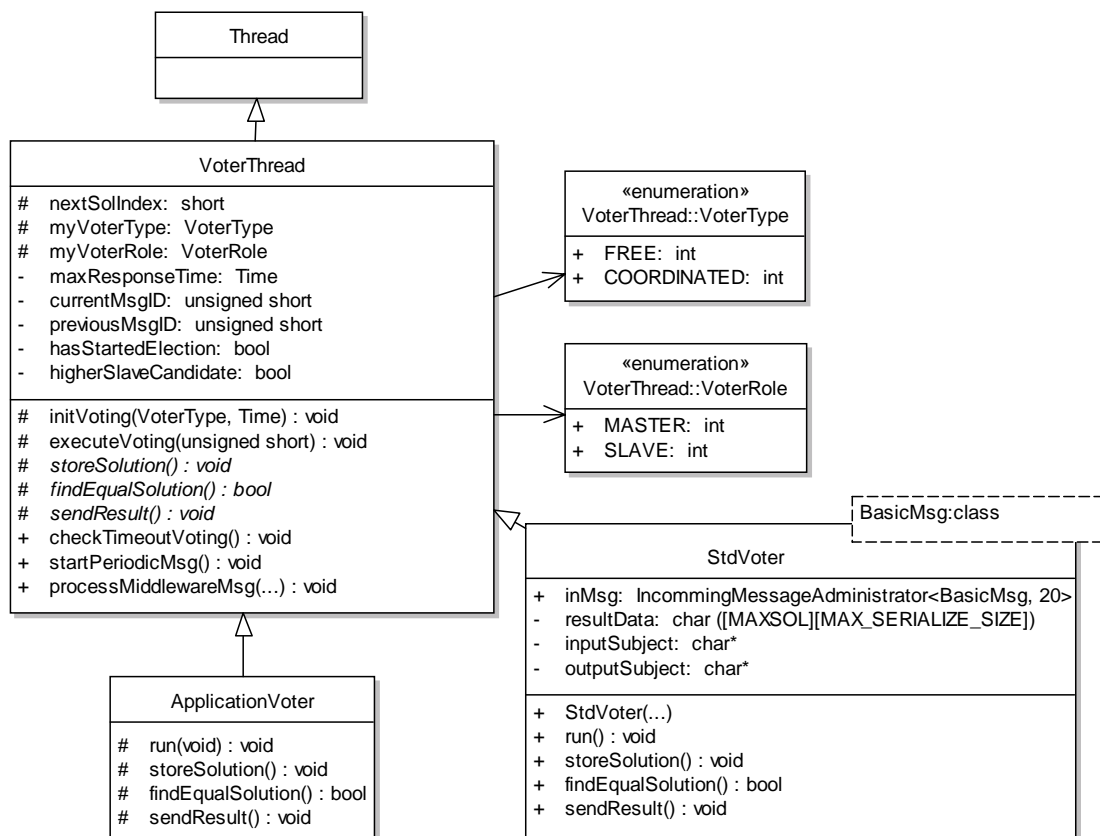 Thread
VoterThread
# nextSolIndex: short
# myVoterType: VoterType
# myVoterRole: VoterRole
- maxResponseTime: Time
- currentMsgID: unsigned short
- previousMsgID: unsigned short
- hasStartedElection: bool
- higherSlaveCandidate: bool
# initVoting(VoterType, Time) : void
# executeVoting(unsigned short) : void
# storeSolution() : void
# findEqualSolution() : bool
# sendResult() : void
+ checkTimeoutVoting() : void
+ startPeriodicMsg() : void
+ processMiddlewareMsg(...) : void
«enumeration»
VoterThread::VoterType
+ FREE: int
+ COORDINATED: int
«enumeration»
VoterThread::VoterRole
+ MASTER: int
+ SLAVE: int
BasicMsg:class
StdVoter
+ inMsg: IncommingMessageAdministrator<BasicMsg, 20>
- resultData: char ([MAXSOL][MAX_SERIALIZE_SIZE])
- inputSubject: char*
- outputSubject: char*
+ StdVoter(...)
+ run() : void
+ storeSolution() : void
+ findEqualSolution() : bool
+ sendResult() : void
ApplicationVoter
# run(void) : void
# storeSolution() : void
# findEqualSolution() : bool
# sendResult() : void